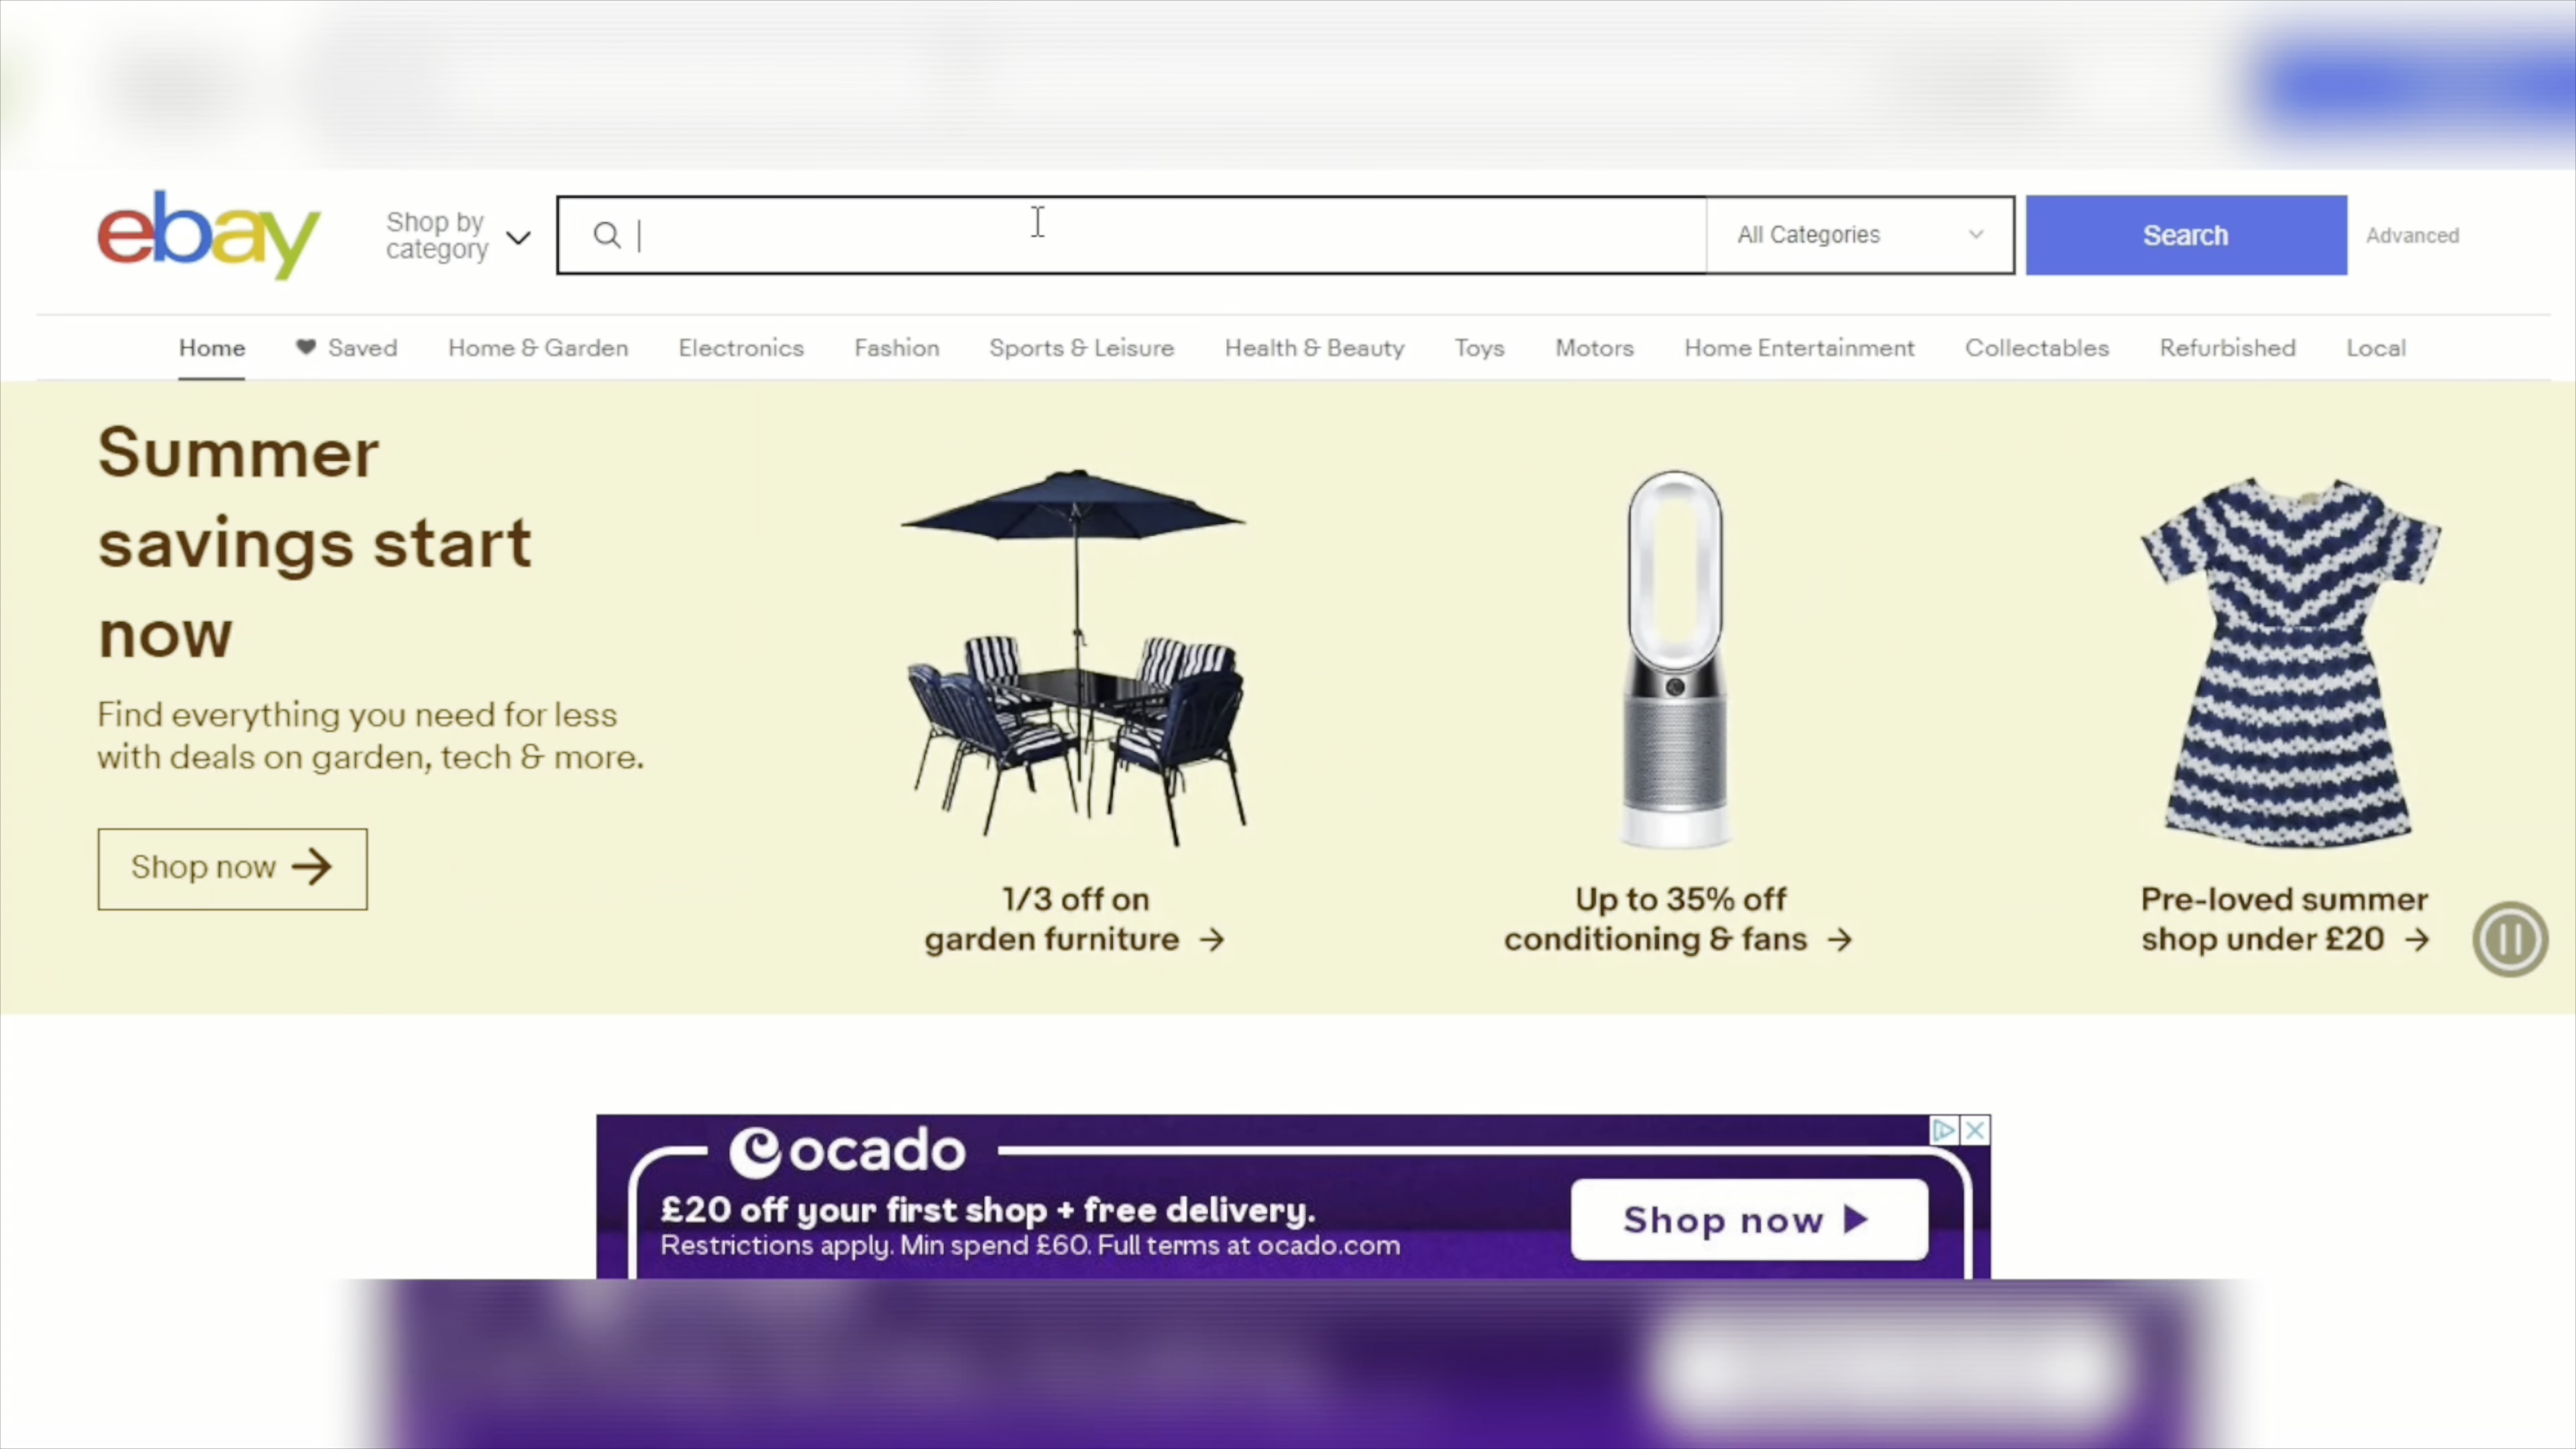 ebay
Shop by
category
All Categories
Search
Advanced
Home
Saved
Home & Garden
Electronics
Fashion
Sports & Leisure
Health & Beauty
Toys
Motors
Home Entertainment
Collectables
Refurbished
Local
Summer
savings start
now
Find everything you need for less
with deals on garden, tech & more.
Shop now
1/3 off on
garden furniture
Up to 35% off
conditioning & fans
Pre-loved summer
shop under £20
ocado
£20 off your first shop + free delivery.
Restrictions apply. Min spend £60. Full terms at ocado.com
Shop now